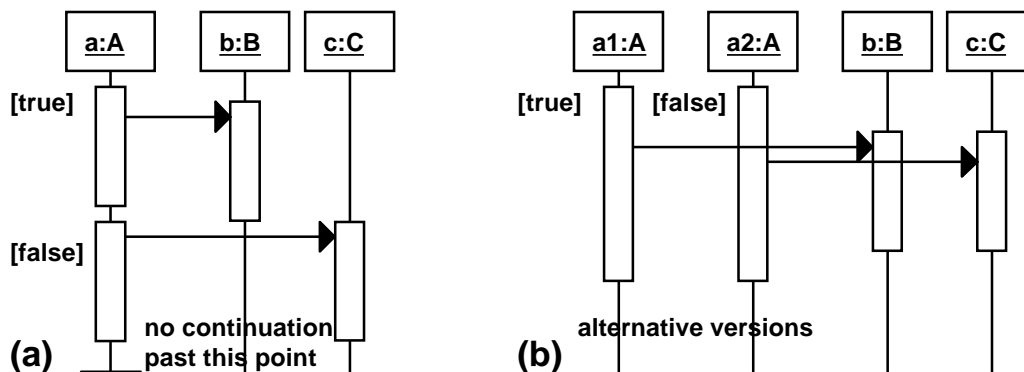 a:A
b:B
c:C
[true]
[false]
no continuation
past this point
(a)
a1:A
a2:A
b:B
c:C
[true]
[false]
alternative versions
(b)